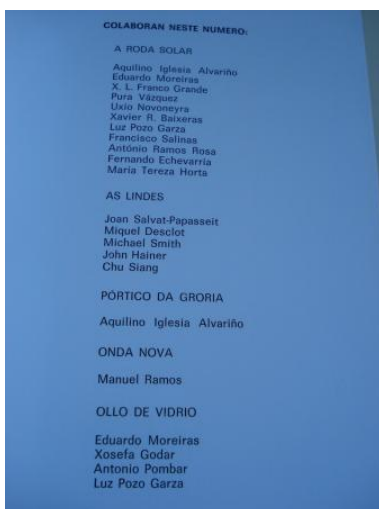 COLABORAN NESTE NUMERO:
A RODA SOLAR
Aquilino Iglesia Alvariño
Eduardo Moreiras
X. L. Franco Grande
Pura Vázquez
Uxio Novoneyra
Xavier R. Baixeras
Luz Pozo Garza
Francisco Salinas
António Ramos Rosa
Fernando Echevarria
Maria Tereza Horta
AS LINDES
Joan Salvat-Papasseit
Miquel Desclot
Michael Smith
John Hainer
Chu Siang
PÓRTICO DA GRORIA
Aquilino Iglesia Alvariño
ONDA NOVA
Manuel Ramos
OLLO DE VIDRIO
Eduardo Moreiras
Xosefa Godar
Antonio Pombar
Luz Pozo Garza